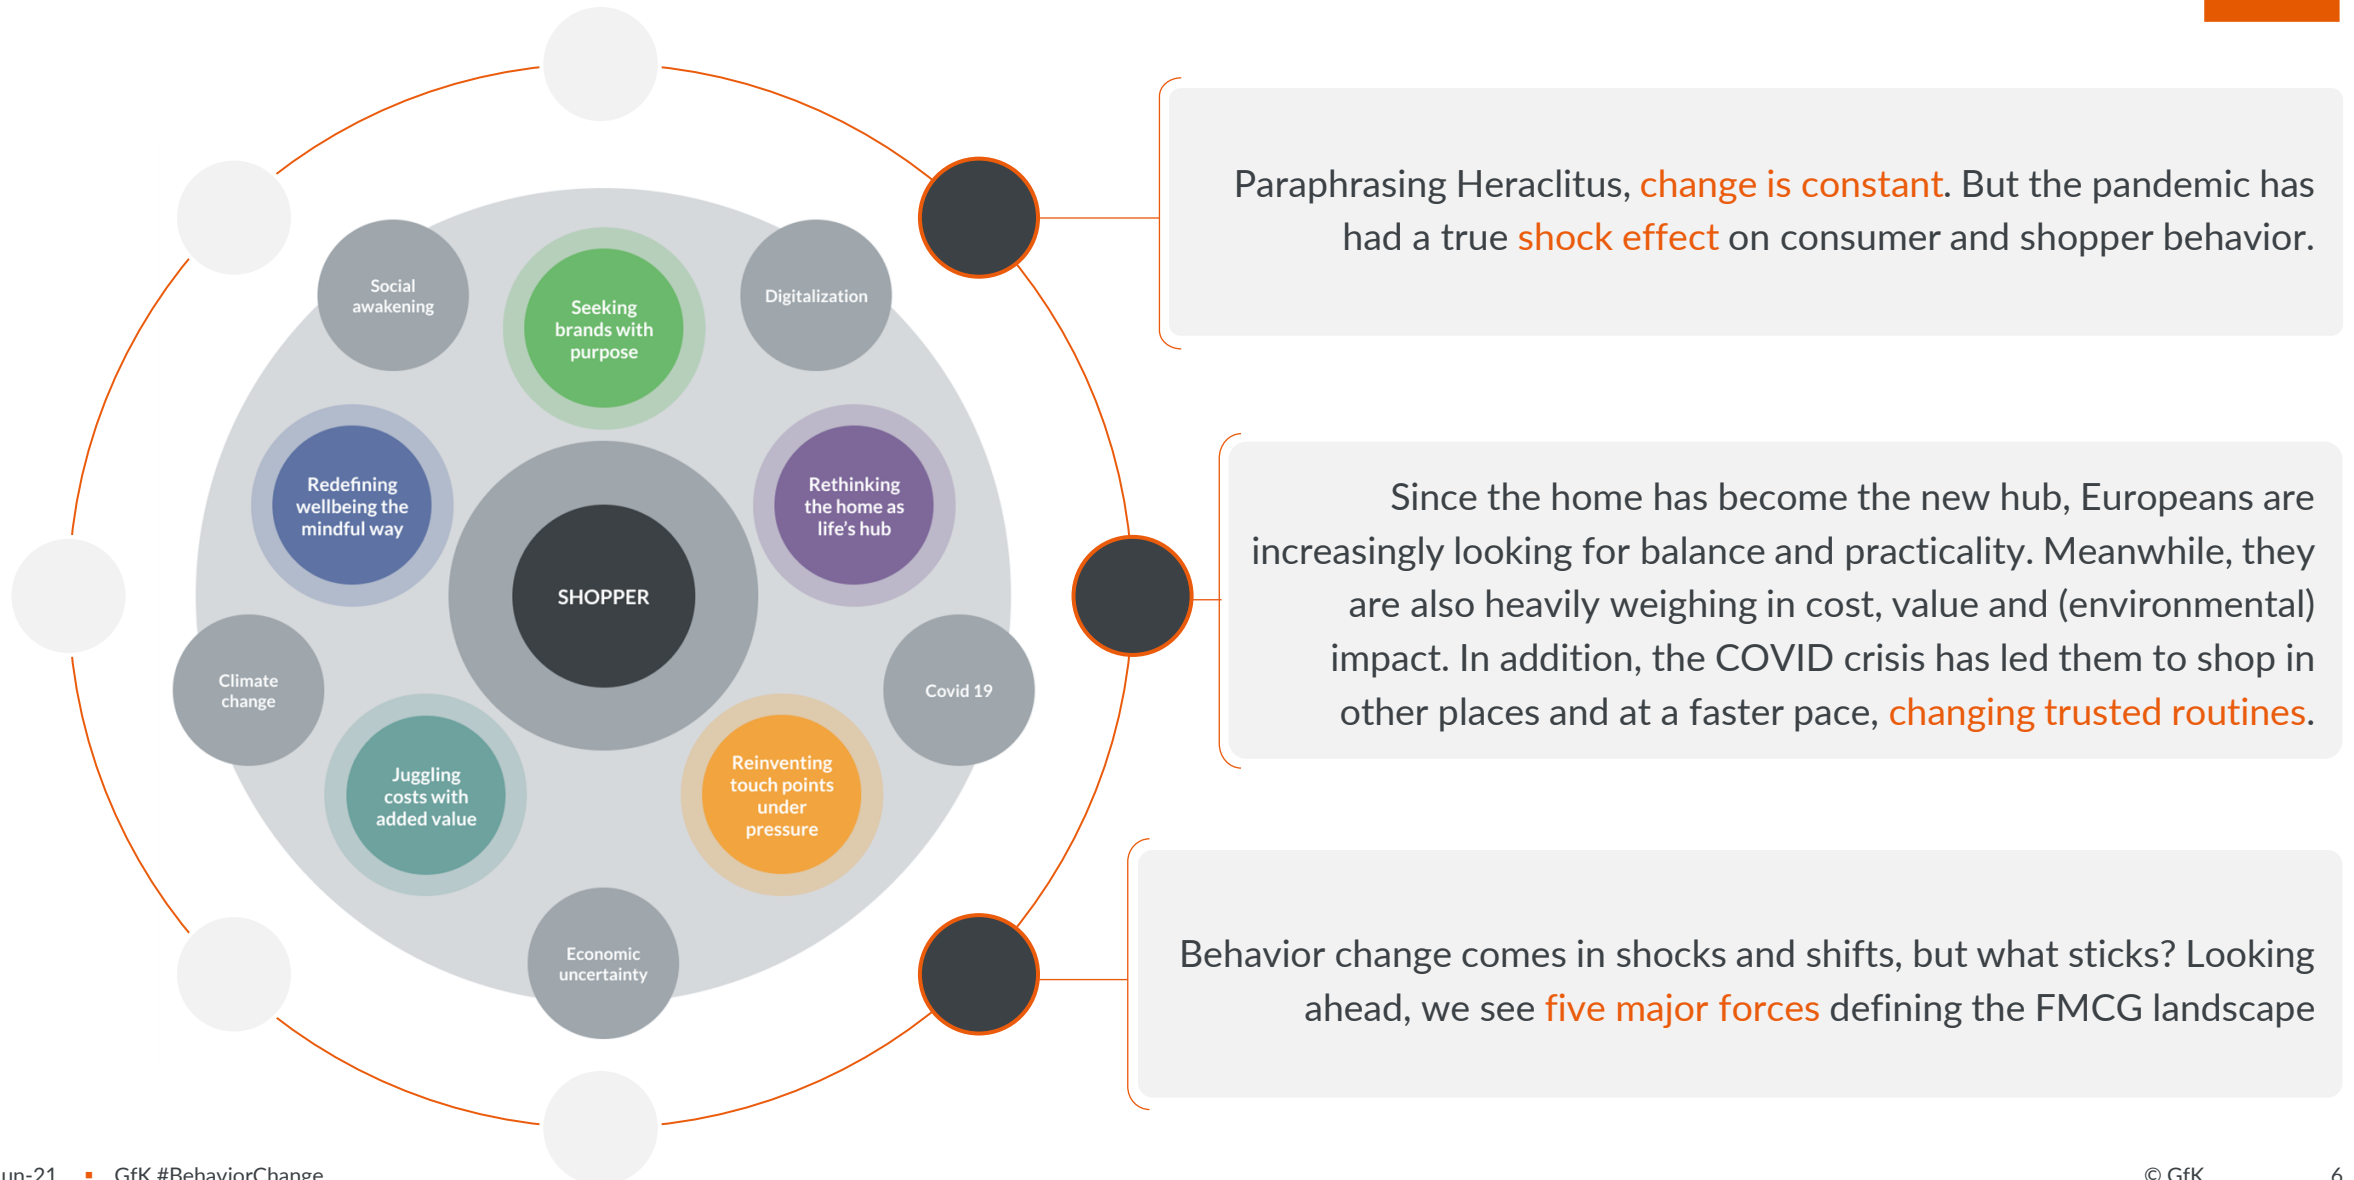 Paraphrasing Heraclitus, change is constant. But the pandemic has
had a true shock effect on consumer and shopper behavior.
Social
awakening
Seeking
brands with
purpose
Digitalization
Redefining
wellbeing the
mindful way
Rethinking
the home as
life's hub
SHOPPER
Climate
change
Covid 19
Juggling
costs with
added value
Reinventing
touch points
under
pressure
Economic
uncertainty
Since the home has become the new hub, Europeans are
increasingly looking for balance and practicality. Meanwhile, they
are also heavily weighing in cost, value and (environmental)
impact. In addition, the COVID crisis has led them to shop in
other places and at a faster pace, changing trusted routines.
Behavior change comes in shocks and shifts, but what sticks? Looking
ahead, we see five major forces defining the FMCG landscape
un-21 ▪ GfK #BehaviorChange
© GfK 6